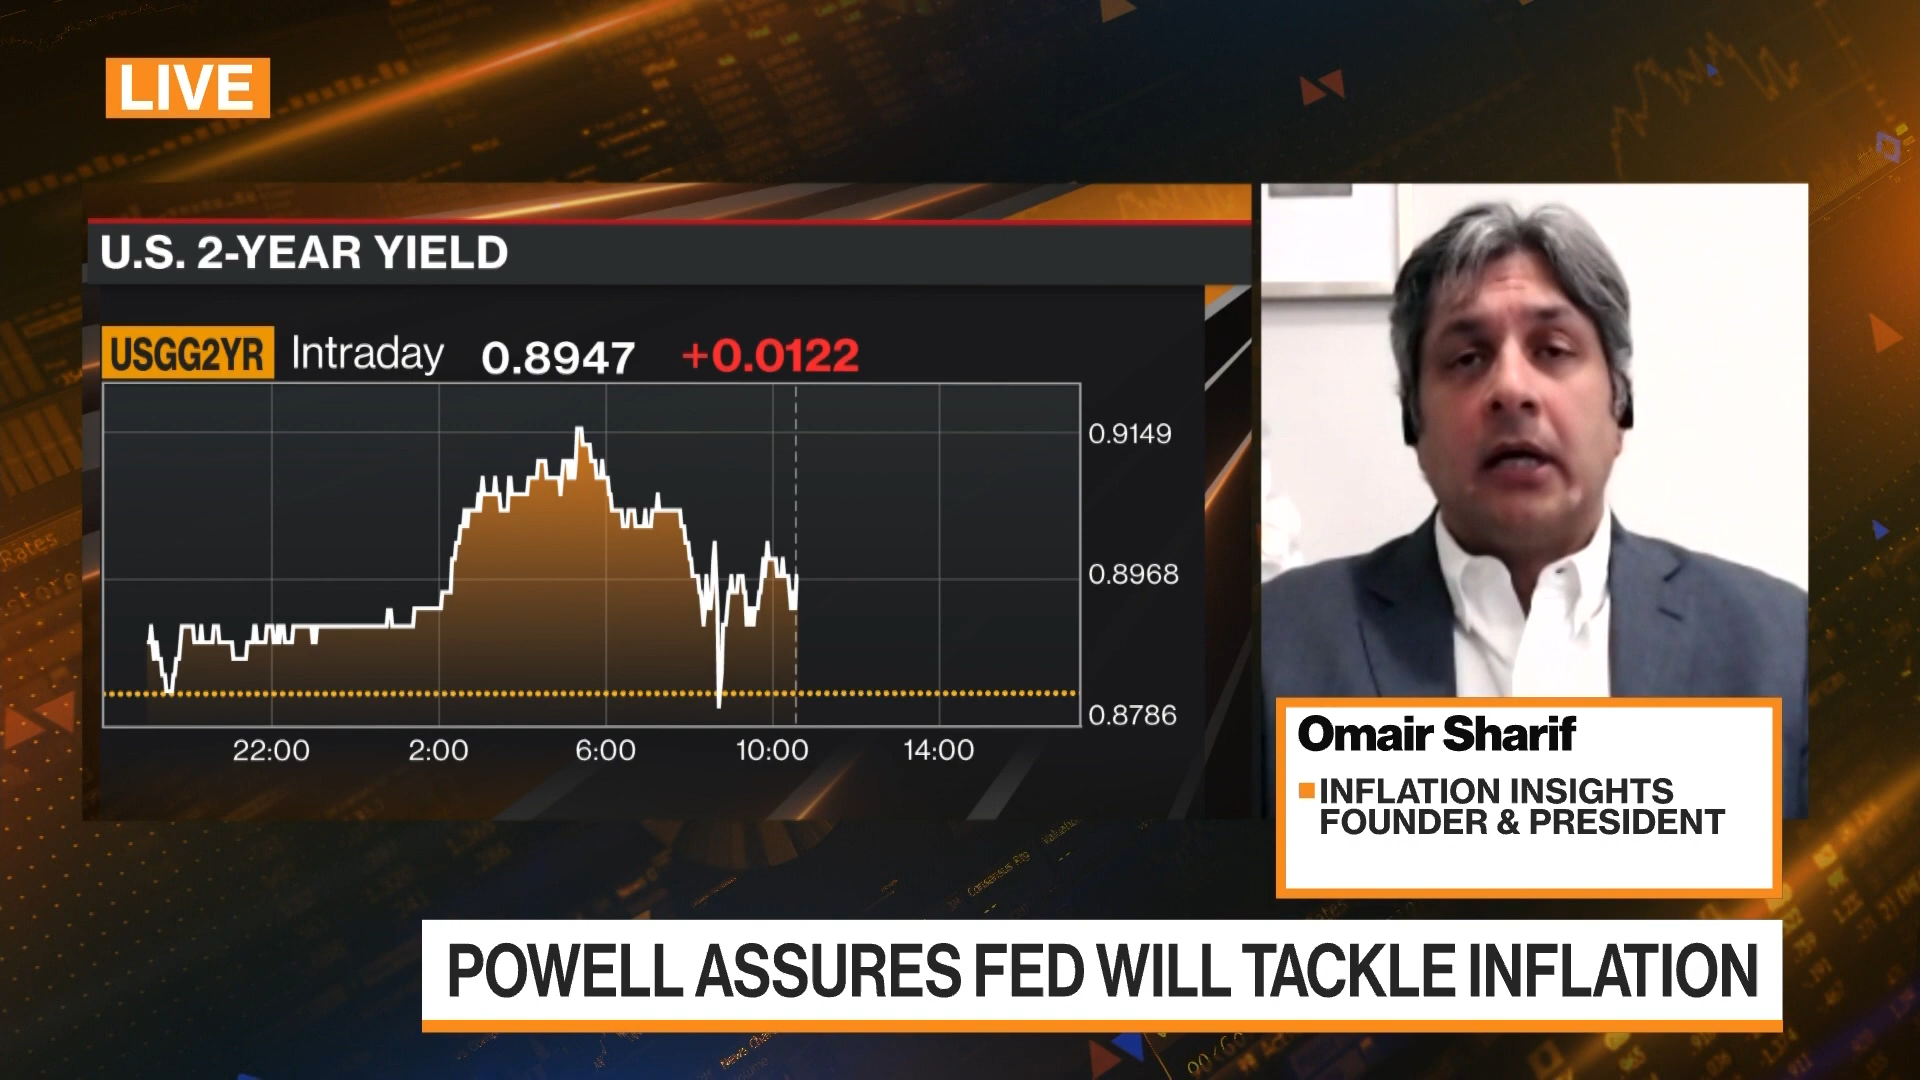 LIVE
U.S. 2-YEAR YIELD
USGG2YR Intraday 0.8947 +0.0122
0.9149
0.8968
0.8786
22:00 2:00 6:00 10:00 14:00
Omair Sharif
INFLATION INSIGHTS
FOUNDER & PRESIDENT
POWELL ASSURES FED WILL TACKLE INFLATION
Rates